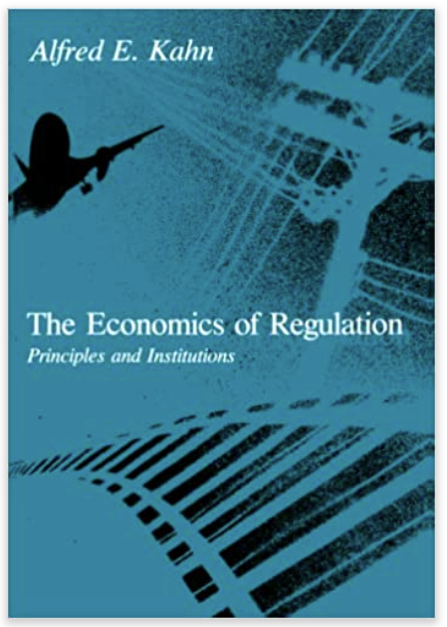 Alfred E. Kahn
The Economics of Regulation
Principles and Institutions